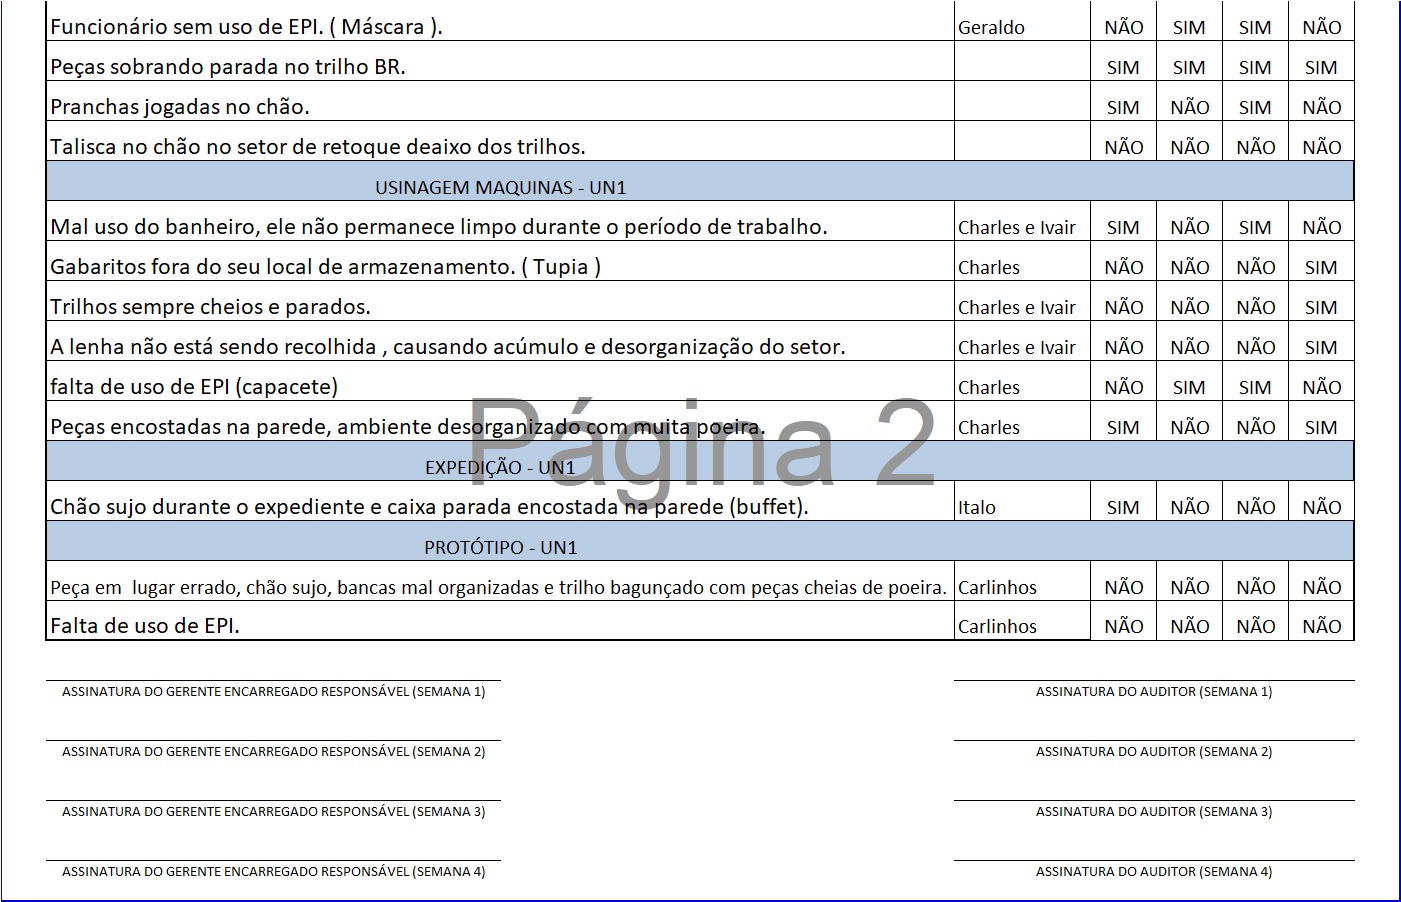 Funcionário sem uso de EPI. ( Máscara ). Geraldo NÃO SIM SIM NÃO
Peças sobrando parada no trilho BR. SIM SIM SIM SIM
Pranchas jogadas no chão. SIM NÃO SIM NÃO
Talisca no chão no setor de retoque deaixo dos trilhos. NÃO NÃO NÃO NÃO
USINAGEM MAQUINAS - UN1
Mal uso do banheiro, ele não permanece limpo durante o período de trabalho. Charles e Ivair SIM NÃO SIM NÃO
Gabaritos fora do seu local de armazenamento. ( Tupia ) Charles NÃO NÃO NÃO SIM
Trilhos sempre cheios e parados. Charles e Ivair NÃO NÃO NÃO SIM
A lenha não está sendo recolhida , causando acúmulo e desorganização do setor. Charles e Ivair NÃO NÃO NÃO SIM
falta de uso de EPI (capacete) Charles NÃO SIM SIM NÃO
Peças encostadas na parede, ambiente desorganizado com muita poeira. Charles SIM NÃO NÃO SIM
Página 2
EXPEDIÇÃO - UN1
Chão sujo durante o expediente e caixa parada encostada na parede (buffet). Italo SIM NÃO NÃO NÃO
PROTÓTIPO - UN1
Peça em lugar errado, chão sujo, bancas mal organizadas e trilho bagunçado com peças cheias de poeira. Carlinhos NÃO NÃO NÃO NÃO
Falta de uso de EPI. Carlinhos NÃO NÃO NÃO NÃO
ASSINATURA DO GERENTE ENCARREGADO RESPONSÁVEL (SEMANA 1) ASSINATURA DO AUDITOR (SEMANA 1)
ASSINATURA DO GERENTE ENCARREGADO RESPONSÁVEL (SEMANA 2) ASSINATURA DO AUDITOR (SEMANA 2)
ASSINATURA DO GERENTE ENCARREGADO RESPONSÁVEL (SEMANA 3) ASSINATURA DO AUDITOR (SEMANA 3)
ASSINATURA DO GERENTE ENCARREGADO RESPONSÁVEL (SEMANA 4) ASSINATURA DO AUDITOR (SEMANA 4)